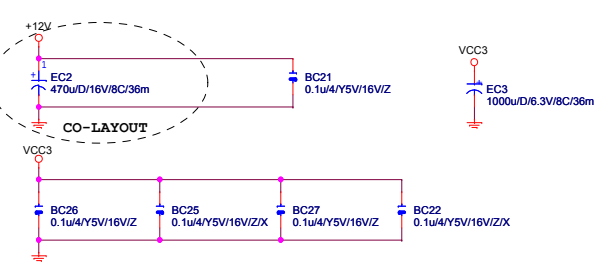 +12V
1
+
EC2
470u/D/16V/8C/36m
BC21
0.1u/4/Y5V/16V/Z
CO-LAYOUT
VCC3
+
EC3
1000u/D/6.3V/8C/36m
VCC3
BC26
0.1u/4/Y5V/16V/Z
BC25
0.1u/4/Y5V/16V/Z/X
BC27
0.1u/4/Y5V/16V/Z
BC22
0.1u/4/Y5V/16V/Z/X